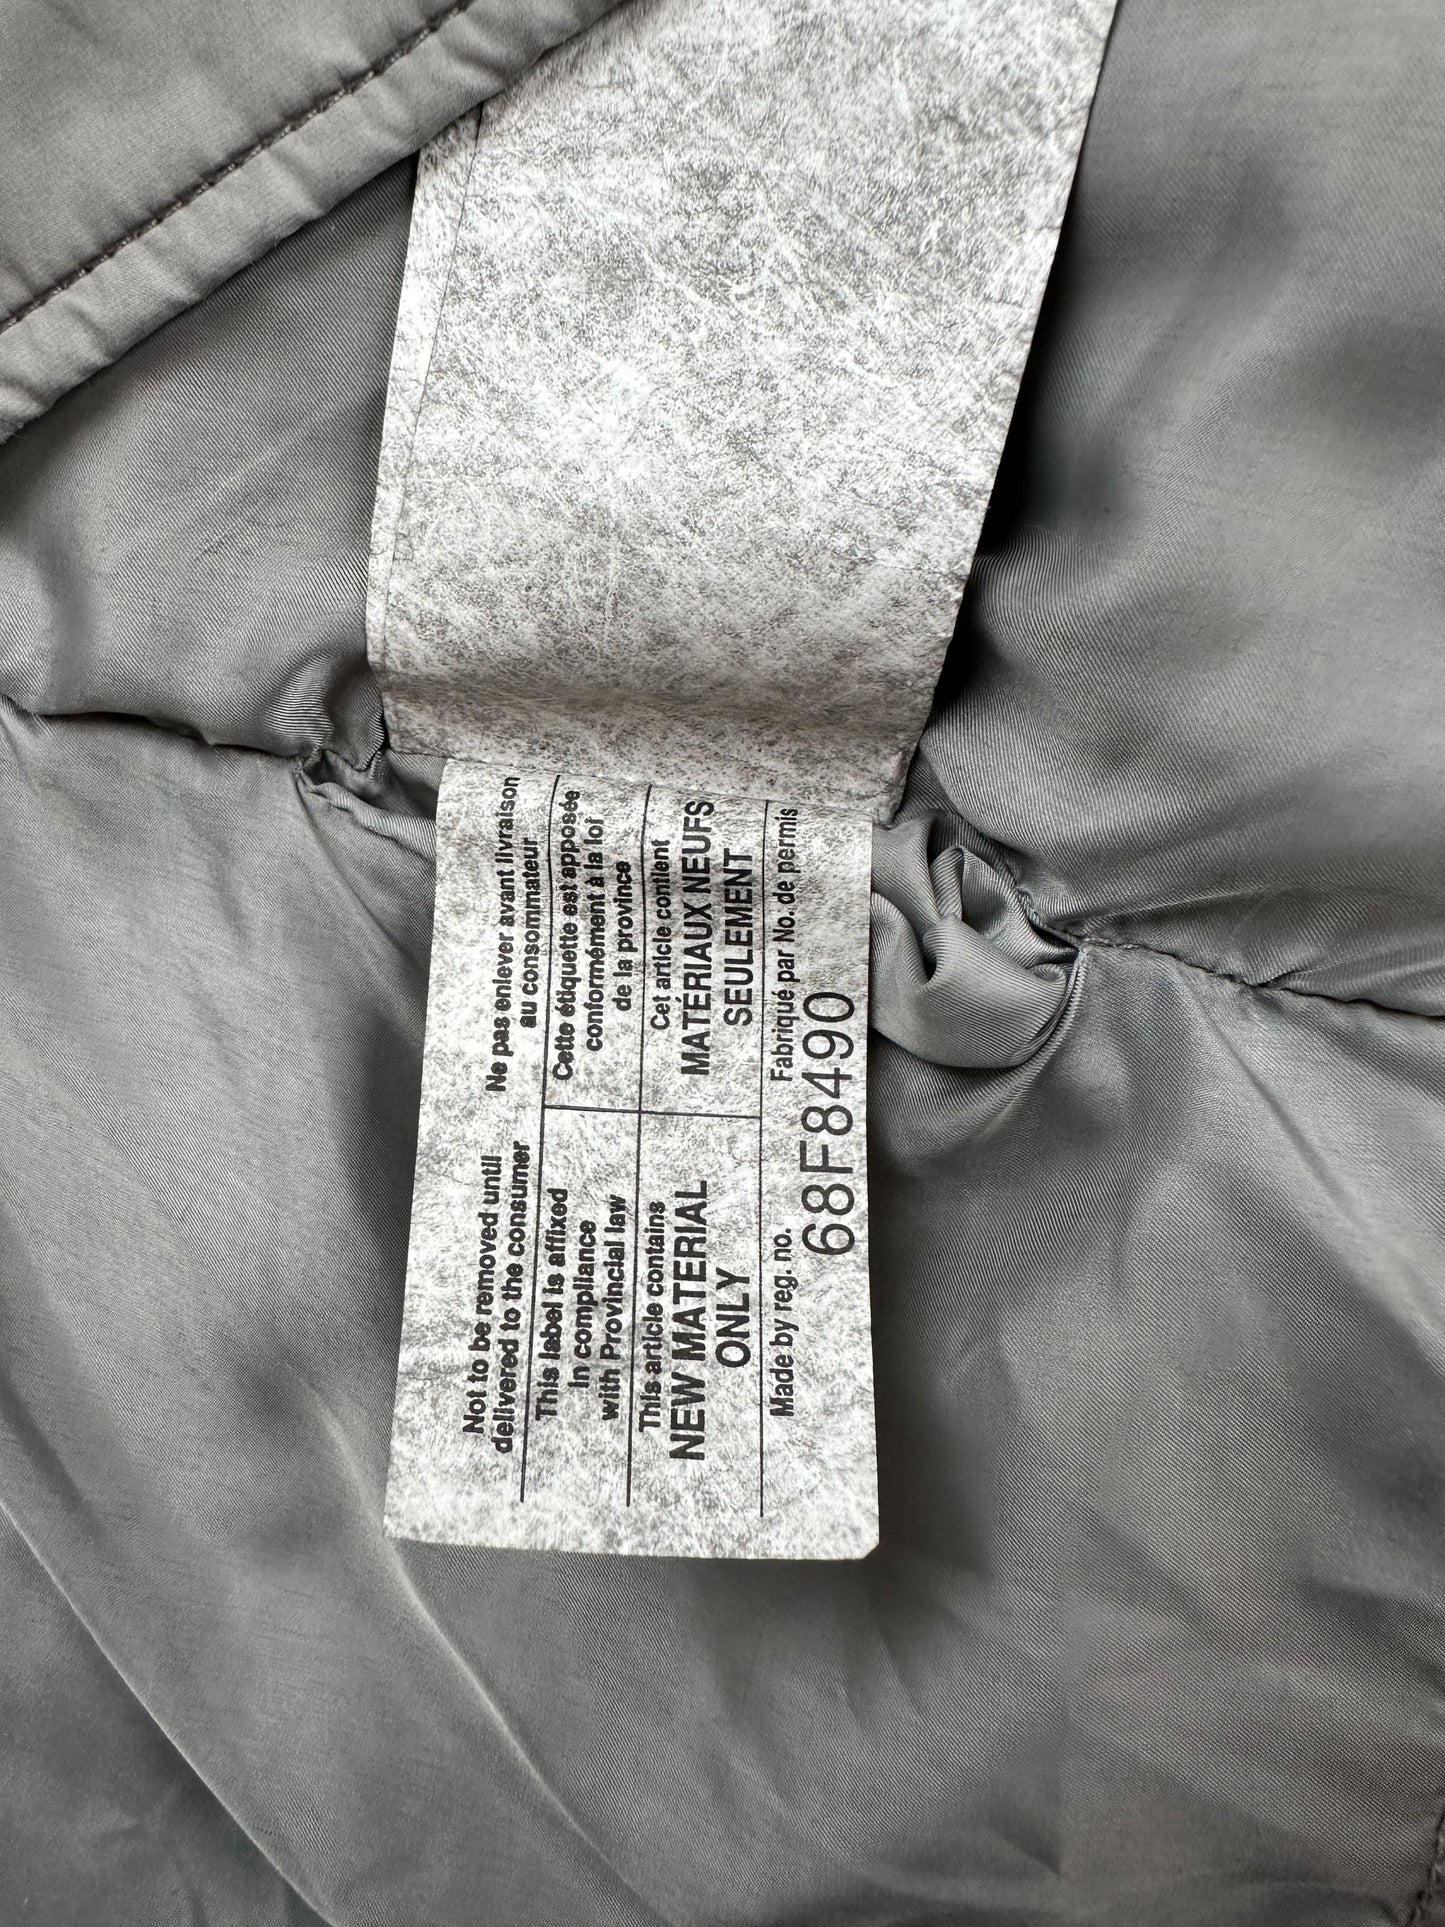 Not to be removed until
delivered to the consumer
Ne pas enlever avant livraison
au consommateur
This label is affixed
in compliance
with Provincial law
Cette étiquette est apposée
conformément à la loi
de la province
This article contains
NEW MATERIAL
ONLY
Cet article contient
MATÉRIAUX NEUFS
SEULEMENT
Made by reg. no.
Fabriqué par No. de permis
68F8490